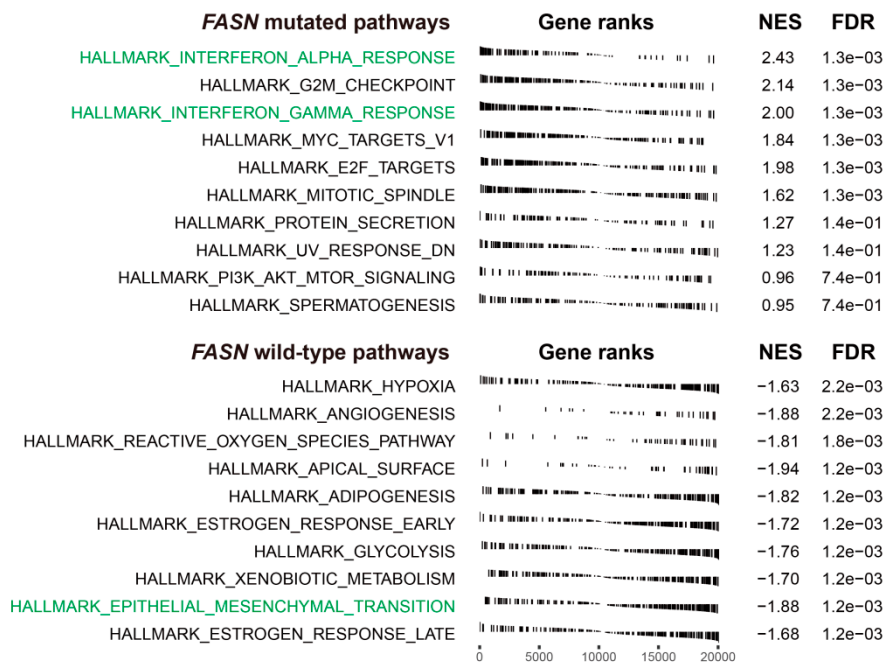 FASN mutated pathways Gene ranks NES FDR
HALLMARK_INTERFERON_ALPHA_RESPONSE 2.43 1.3e−03
HALLMARK_G2M_CHECKPOINT 2.14 1.3e−03
HALLMARK_INTERFERON_GAMMA_RESPONSE 2.00 1.3e−03
HALLMARK_MYC_TARGETS_V1 1.84 1.3e−03
HALLMARK_E2F_TARGETS 1.98 1.3e−03
HALLMARK_MITOTIC_SPINDLE 1.62 1.3e−03
HALLMARK_PROTEIN_SECRETION 1.27 1.4e−01
HALLMARK_UV_RESPONSE_DN 1.23 1.4e−01
HALLMARK_PI3K_AKT_MTOR_SIGNALING 0.96 7.4e−01
HALLMARK_SPERMATOGENESIS 0.95 7.4e−01
FASN wild-type pathways Gene ranks NES FDR
HALLMARK_HYPOXIA −1.63 2.2e−03
HALLMARK_ANGIOGENESIS −1.88 2.2e−03
HALLMARK_REACTIVE_OXYGEN_SPECIES_PATHWAY −1.81 1.8e−03
HALLMARK_APICAL_SURFACE −1.94 1.2e−03
HALLMARK_ADIPOGENESIS −1.82 1.2e−03
HALLMARK_ESTROGEN_RESPONSE_EARLY −1.72 1.2e−03
HALLMARK_GLYCOLYSIS −1.76 1.2e−03
HALLMARK_XENOBIOTIC_METABOLISM −1.70 1.2e−03
HALLMARK_EPITHELIAL_MESENCHYMAL_TRANSITION −1.88 1.2e−03
HALLMARK_ESTROGEN_RESPONSE_LATE −1.68 1.2e−03
0 5000 10000 15000 20000